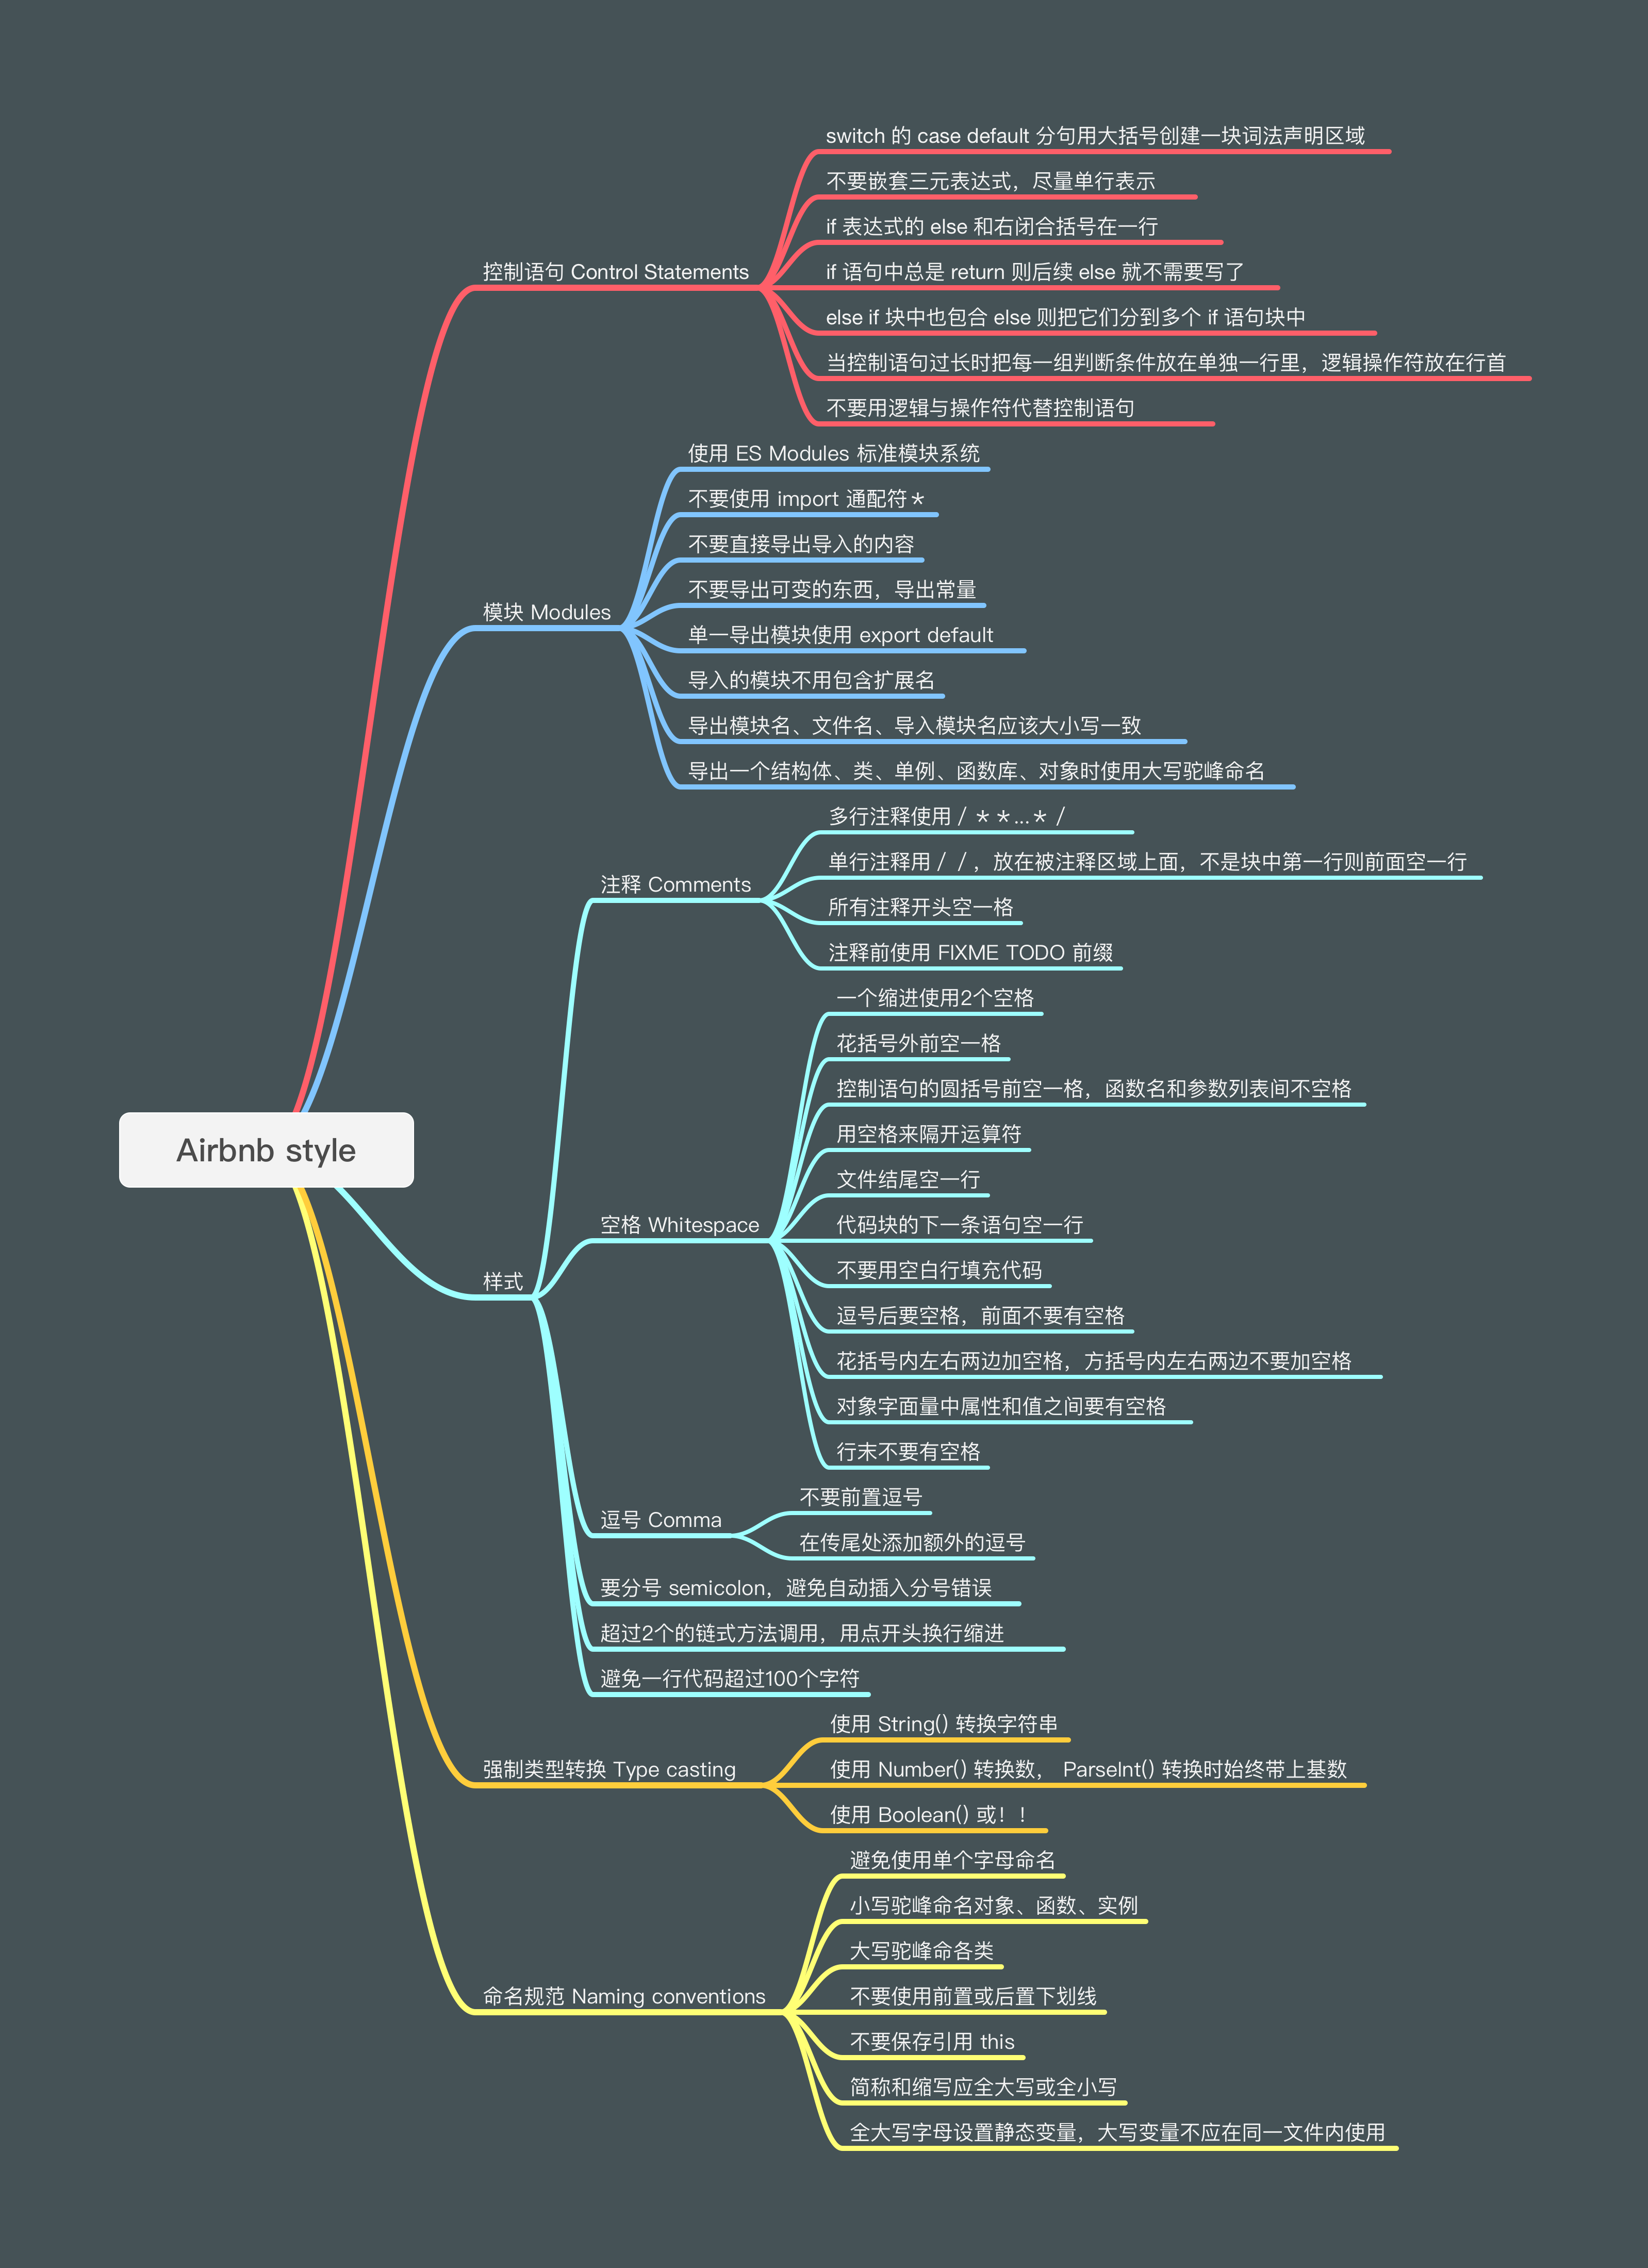 switch 的 case default 分句用大括号创建一块词法声明区域
不要嵌套三元表达式，尽量单行表示
if 表达式的 else 和右闭合括号在一行
控制语句 Control Statements
if 语句中总是 return 则后续 else 就不需要写了
else if 块中也包合 else 则把它们分到多个 if 语句块中
当控制语句过长时把每一组判断条件放在单独一行里，逻辑操作符放在行首
不要用逻辑与操作符代替控制语句
使用 ES Modules 标准模块系统
不要使用 import 通配符＊
不要直接导出导入的内容
不要导出可变的东西，导出常量
模块 Modules
单一导出模块使用 export default
导入的模块不用包含扩展名
导出模块名、文件名、导入模块名应该大小写一致
导出一个结构体、类、单例、函数库、对象时使用大写驼峰命名
多行注释使用／＊＊...＊／
单行注释用／／，放在被注释区域上面，不是块中第一行则前面空一行
注释 Comments
所有注释开头空一格
注释前使用 FIXME TODO 前缀
一个缩进使用2个空格
花括号外前空一格
控制语句的圆括号前空一格，函数名和参数列表间不空格
用空格来隔开运算符
Airbnb style
文件结尾空一行
空格 Whitespace
代码块的下一条语句空一行
不要用空白行填充代码
样式
逗号后要空格，前面不要有空格
花括号内左右两边加空格，方括号内左右两边不要加空格
对象字面量中属性和值之间要有空格
行末不要有空格
不要前置逗号
逗号 Comma
在传尾处添加额外的逗号
要分号 semicolon，避免自动插入分号错误
超过2个的链式方法调用，用点开头换行缩进
避免一行代码超过100个字符
使用 String() 转换字符串
强制类型转换 Type casting
使用 Number() 转换数， ParseInt() 转换时始终带上基数
使用 Boolean() 或！！
避免使用单个字母命名
小写驼峰命名对象、函数、实例
大写驼峰命各类
命名规范 Naming conventions
不要使用前置或后置下划线
不要保存引用 this
简称和缩写应全大写或全小写
全大写字母设置静态变量，大写变量不应在同一文件内使用